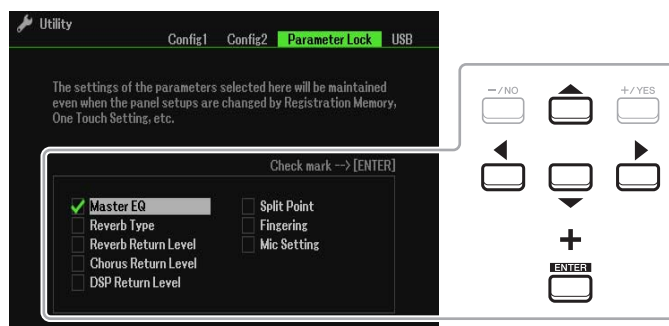 Utility
Config1 Config2 Parameter Lock USB
The settings of the parameters selected here will be maintained
even when the panel setups are changed by Registration Memory,
One Touch Setting, etc.
Check mark --> [ENTER]
Master EQ
Reverb Type
Reverb Return Level
Chorus Return Level
DSP Return Level
Split Point
Fingering
Mic Setting
–/NO
+/YES
+
ENTER